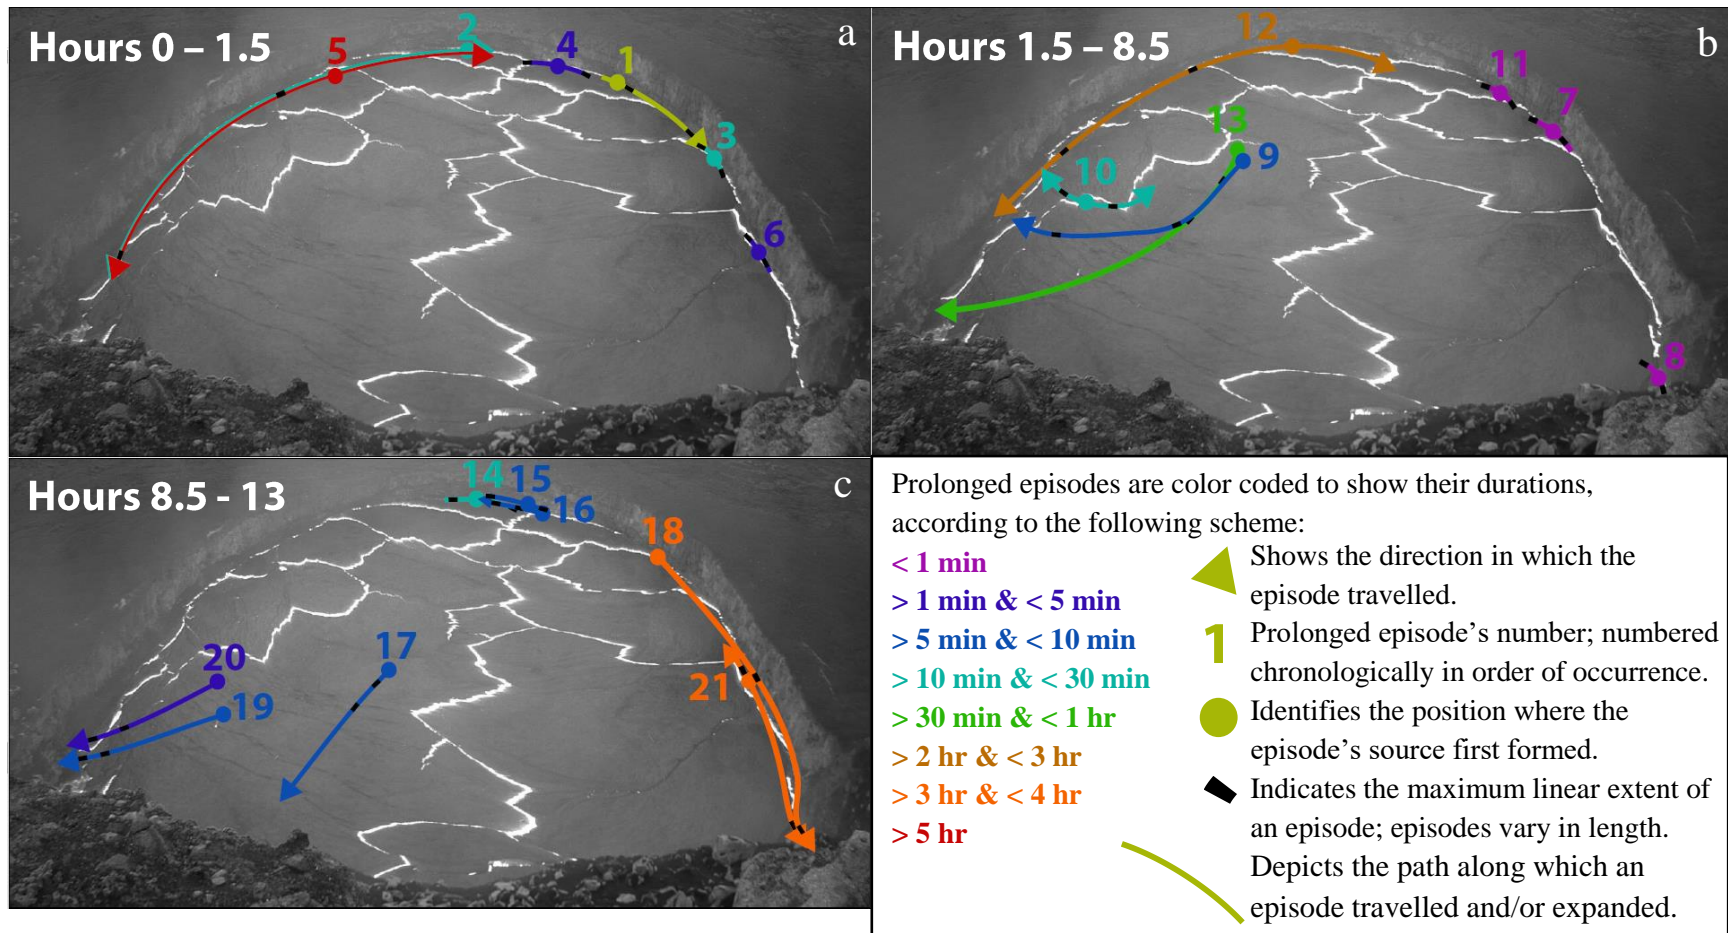 Hours 0 – 1.5
a
5
2
4
1
3
6
Hours 1.5 – 8.5
b
12
11
7
13
9
10
8
Hours 8.5 - 13
c
14
15
16
18
20
17
19
21
Prolonged episodes are color coded to show their durations,
according to the following scheme:
< 1 min
> 1 min & < 5 min
> 5 min & < 10 min
> 10 min & < 30 min
> 30 min & < 1 hr
> 2 hr & < 3 hr
> 3 hr & < 4 hr
> 5 hr
Shows the direction in which the
episode travelled.
1
Prolonged episode’s number; numbered
chronologically in order of occurrence.
Identifies the position where the
episode’s source first formed.
Indicates the maximum linear extent of
an episode; episodes vary in length.
Depicts the path along which an
episode travelled and/or expanded.